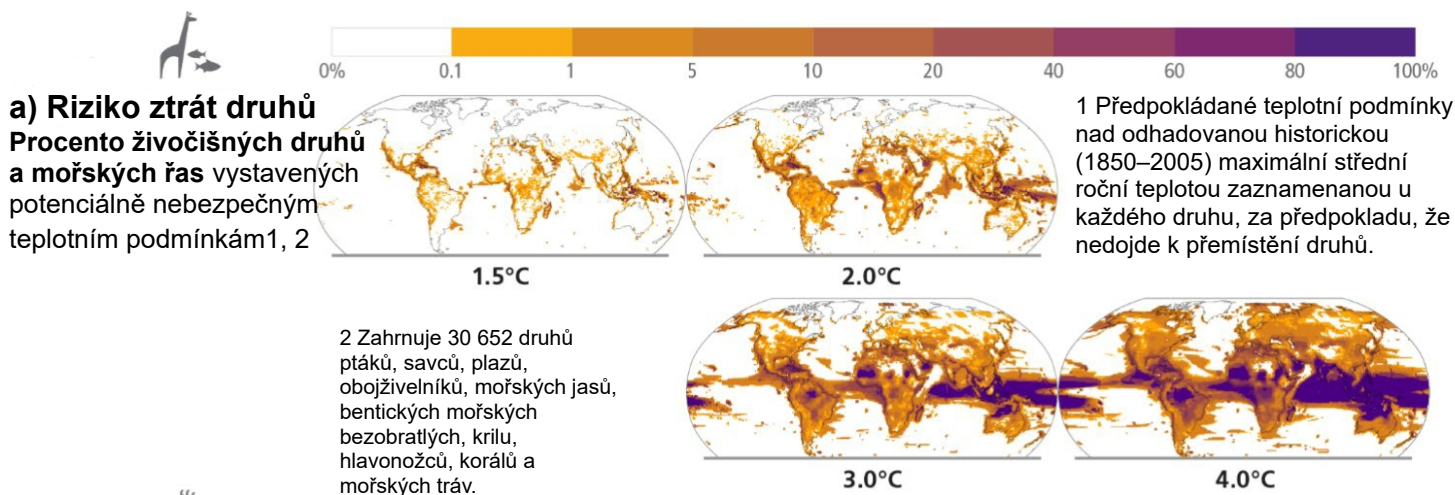 0% 0.1 1 5 10 20 40 60 80 100%
a) Riziko ztrát druhů
Procento živočišných druhů
a mořských řas vystavených
potenciálně nebezpečným
teplotním podmínkám1, 2
1.5°C
2.0°C
1 Předpokládané teplotní podmínky
nad odhadovanou historickou
(1850–2005) maximální střední
roční teplotou zaznamenanou u
každého druhu, za předpokladu, že
nedojde k přemístění druhů.
2 Zahrnuje 30 652 druhů
ptáků, savců, plazů,
obojživelníků, mořských jasů,
bentických mořských
bezobratlých, krilu,
hlavonožců, korálů a
mořských tráv.
3.0°C
4.0°C